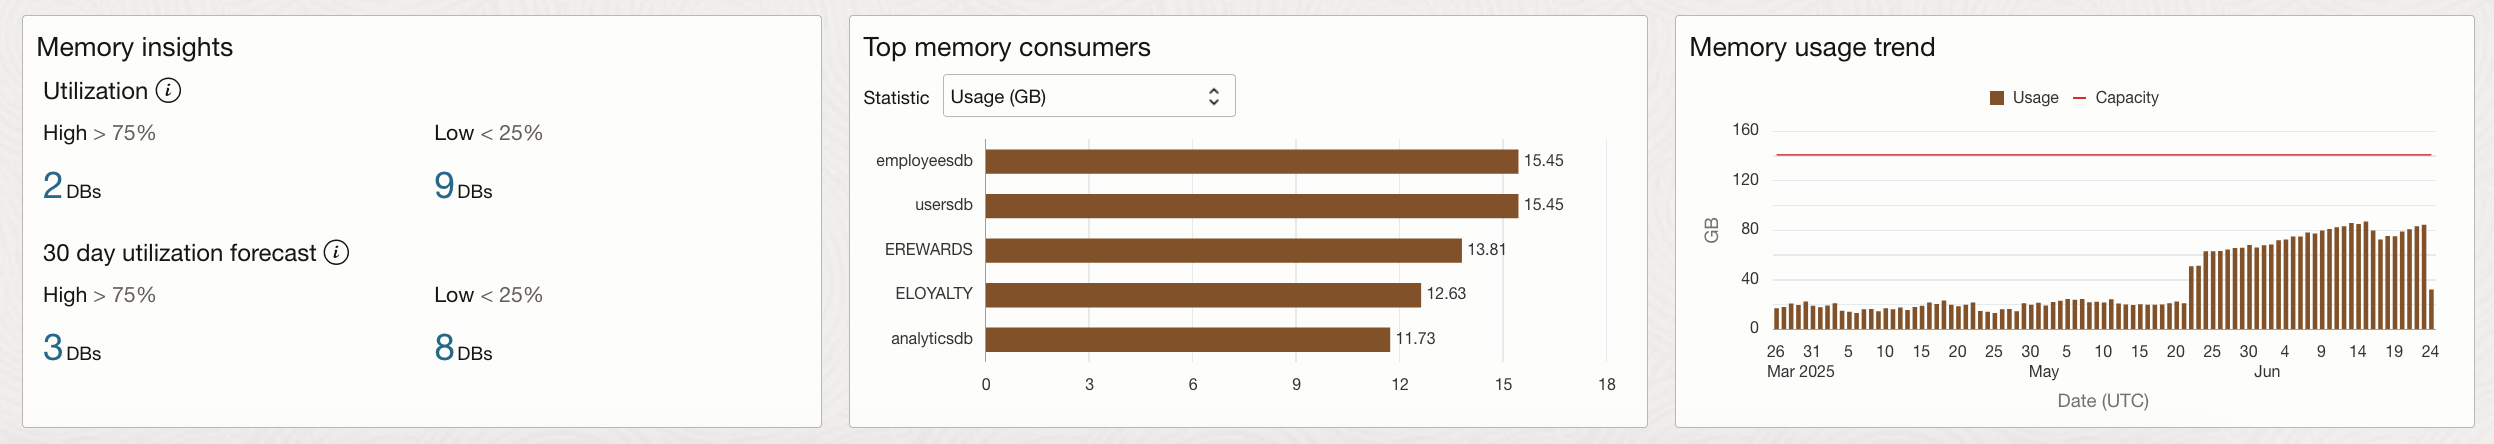 Memory insights
Utilization i
High > 75%
Low < 25%
2 DBs
9 DBs
30 day utilization forecast i
High > 75%
Low < 25%
3 DBs
8 DBs
Top memory consumers
Statistic Usage (GB)
employeesdb 15.45
usersdb 15.45
EREWARDS 13.81
ELOYALTY 12.63
analyticsdb 11.73
0 3 6 9 12 15 18
Memory usage trend
Usage Capacity
160
120
80
40
0
GB
26 31 5 10 15 20 25 30 5 10 15 20 25 30 4 9 14 19 24
Mar 2025 May Jun
Date (UTC)